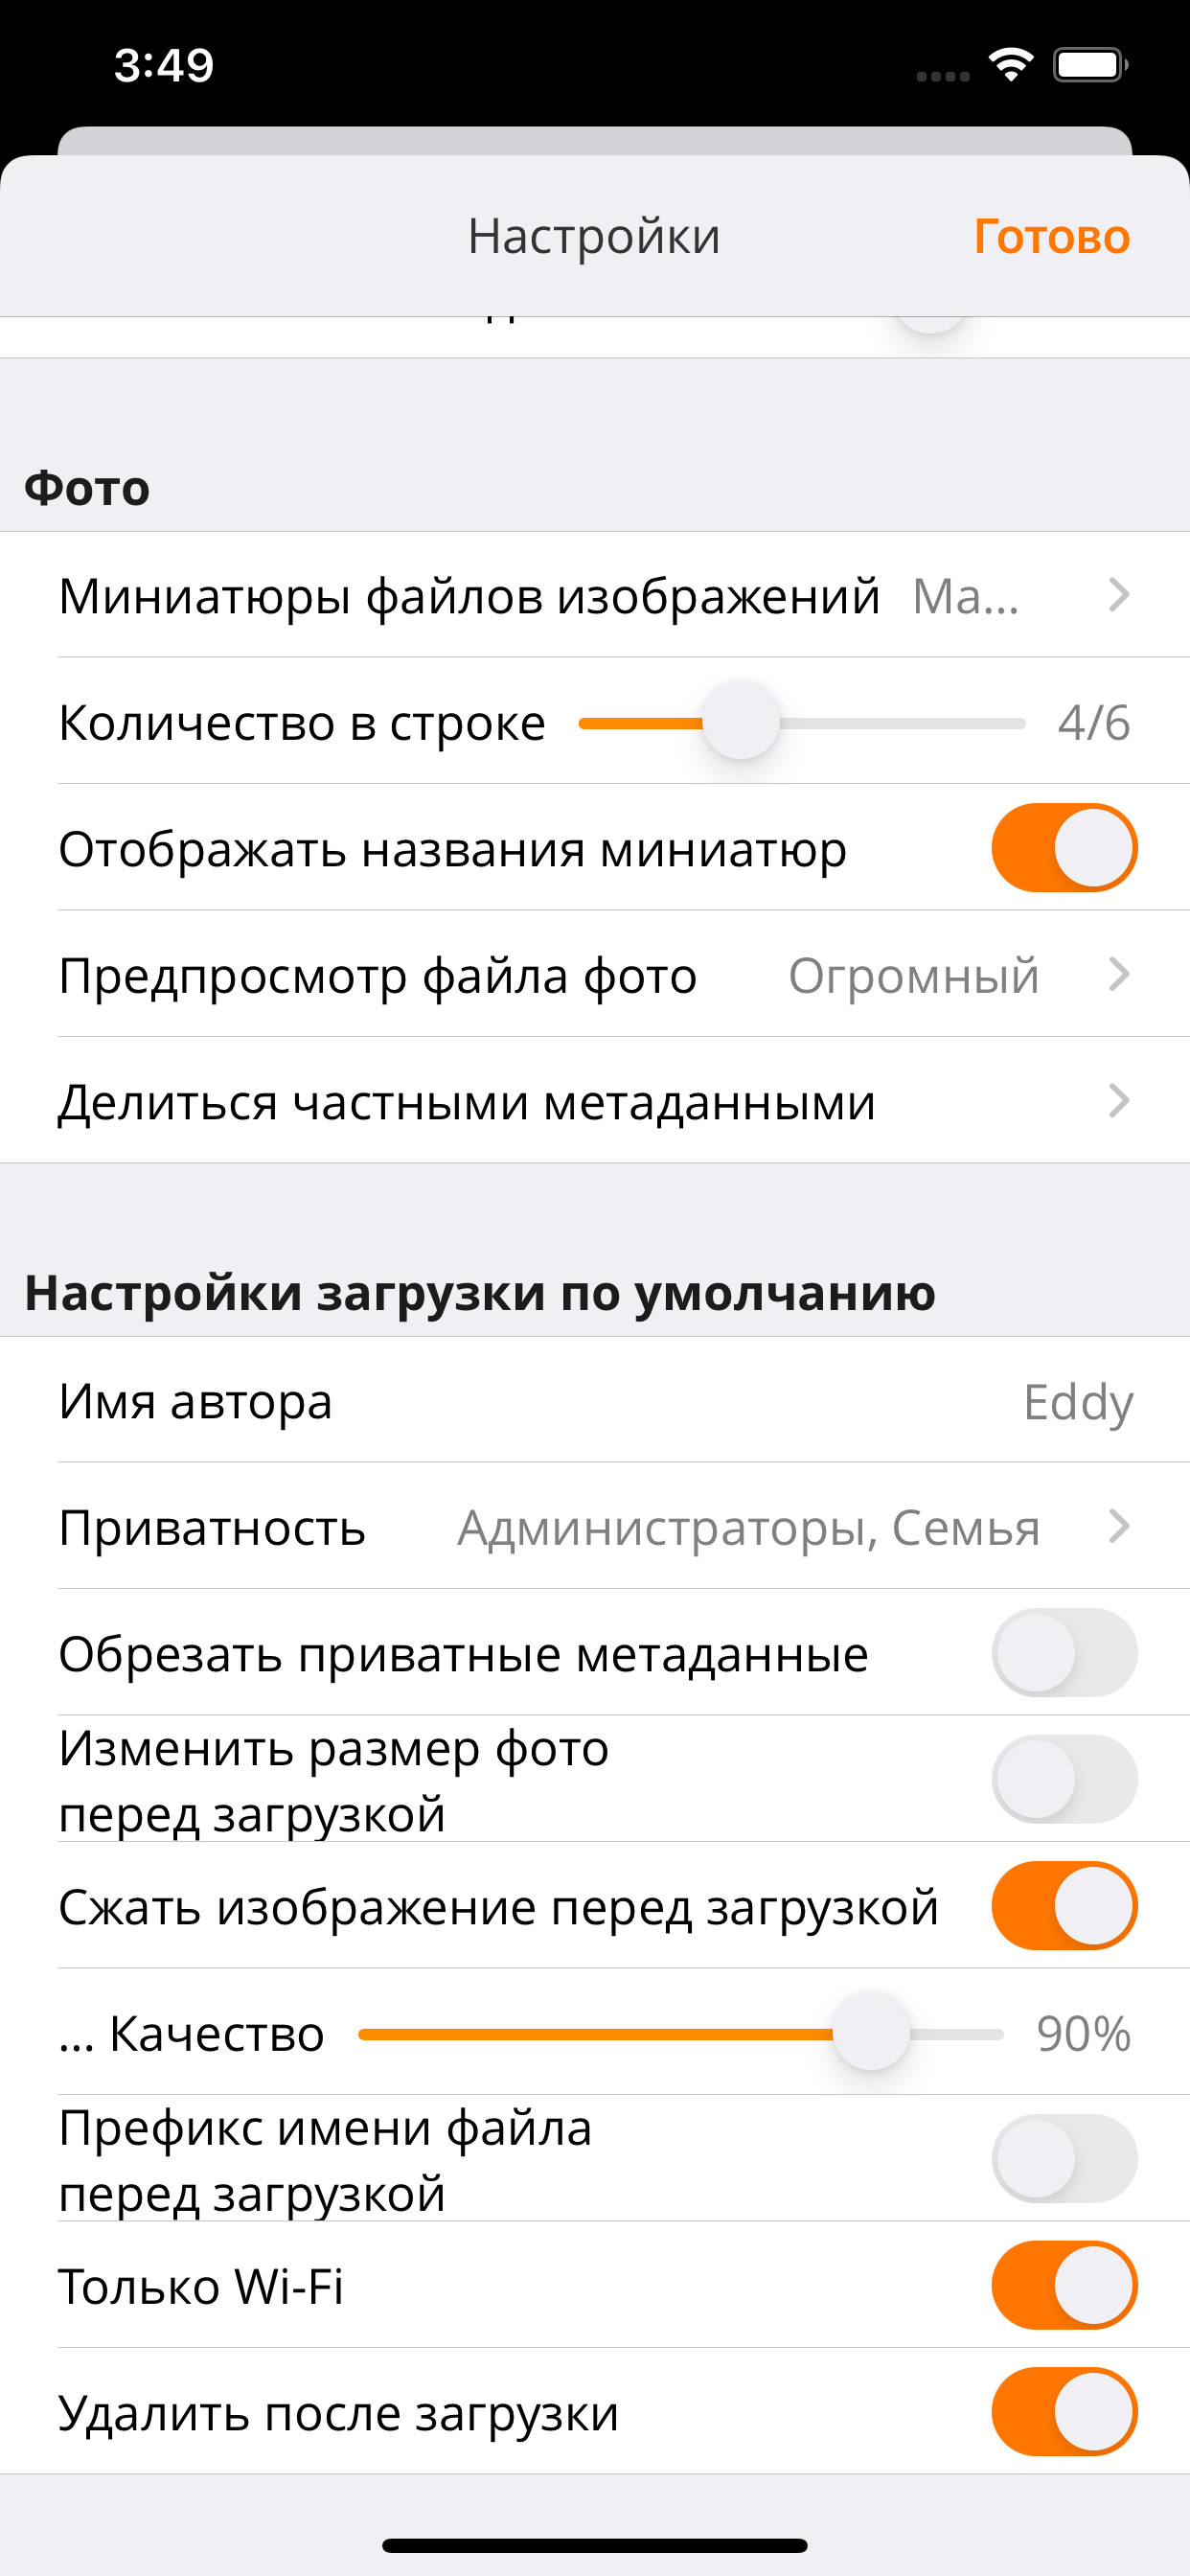 3:49
Настройки
Готово
Фото
Миниатюры файлов изображений Ма...
Количество в строке 4/6
Отображать названия миниатюр
Предпросмотр файла фото Огромный
Делиться частными метаданными
Настройки загрузки по умолчанию
Имя автора Eddy
Приватность Администраторы, Семья
Обрезать приватные метаданные
Изменить размер фото
перед загрузкой
Сжать изображение перед загрузкой
... Качество 90%
Префикс имени файла
перед загрузкой
Только Wi-Fi
Удалить после загрузки